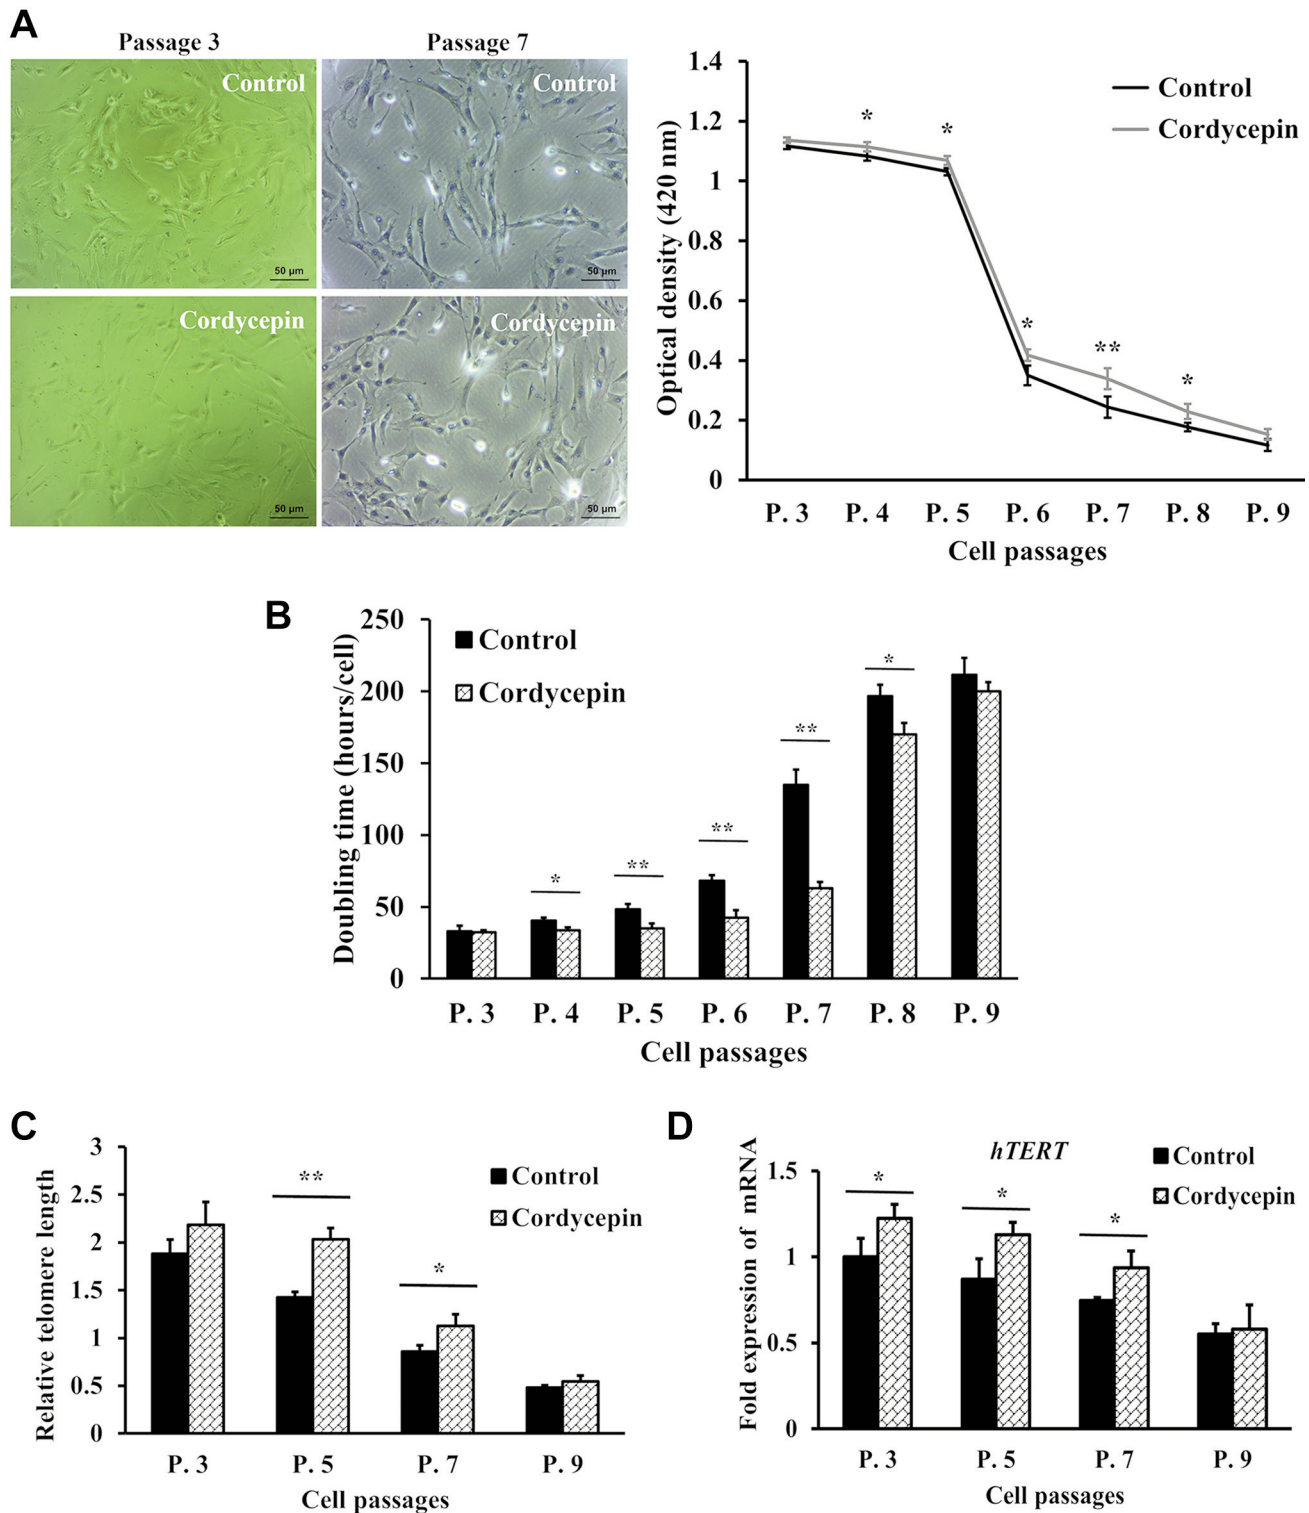 A
Passage 3
Passage 7
Control
50 µm
Control
50 µm
Cordycepin
50 µm
Cordycepin
50 µm
Optical density (420 nm)
1.4
1.2
1
0.8
0.6
0.4
0.2
0
Control
Cordycepin
*
*
*
**
*
P. 3 P. 4 P. 5 P. 6 P. 7 P. 8 P. 9
Cell passages
B
Doubling time (hours/cell)
250
200
150
100
50
0
Control
Cordycepin
*
**
**
**
*
P. 3 P. 4 P. 5 P. 6 P. 7 P. 8 P. 9
Cell passages
C
Relative telomere length
3
2.5
2
1.5
1
0.5
0
Control
Cordycepin
**
*
P. 3 P. 5 P. 7 P. 9
Cell passages
D
hTERT
Fold expression of mRNA
1.5
1
0.5
0
Control
Cordycepin
*
*
*
P. 3 P. 5 P. 7 P. 9
Cell passages